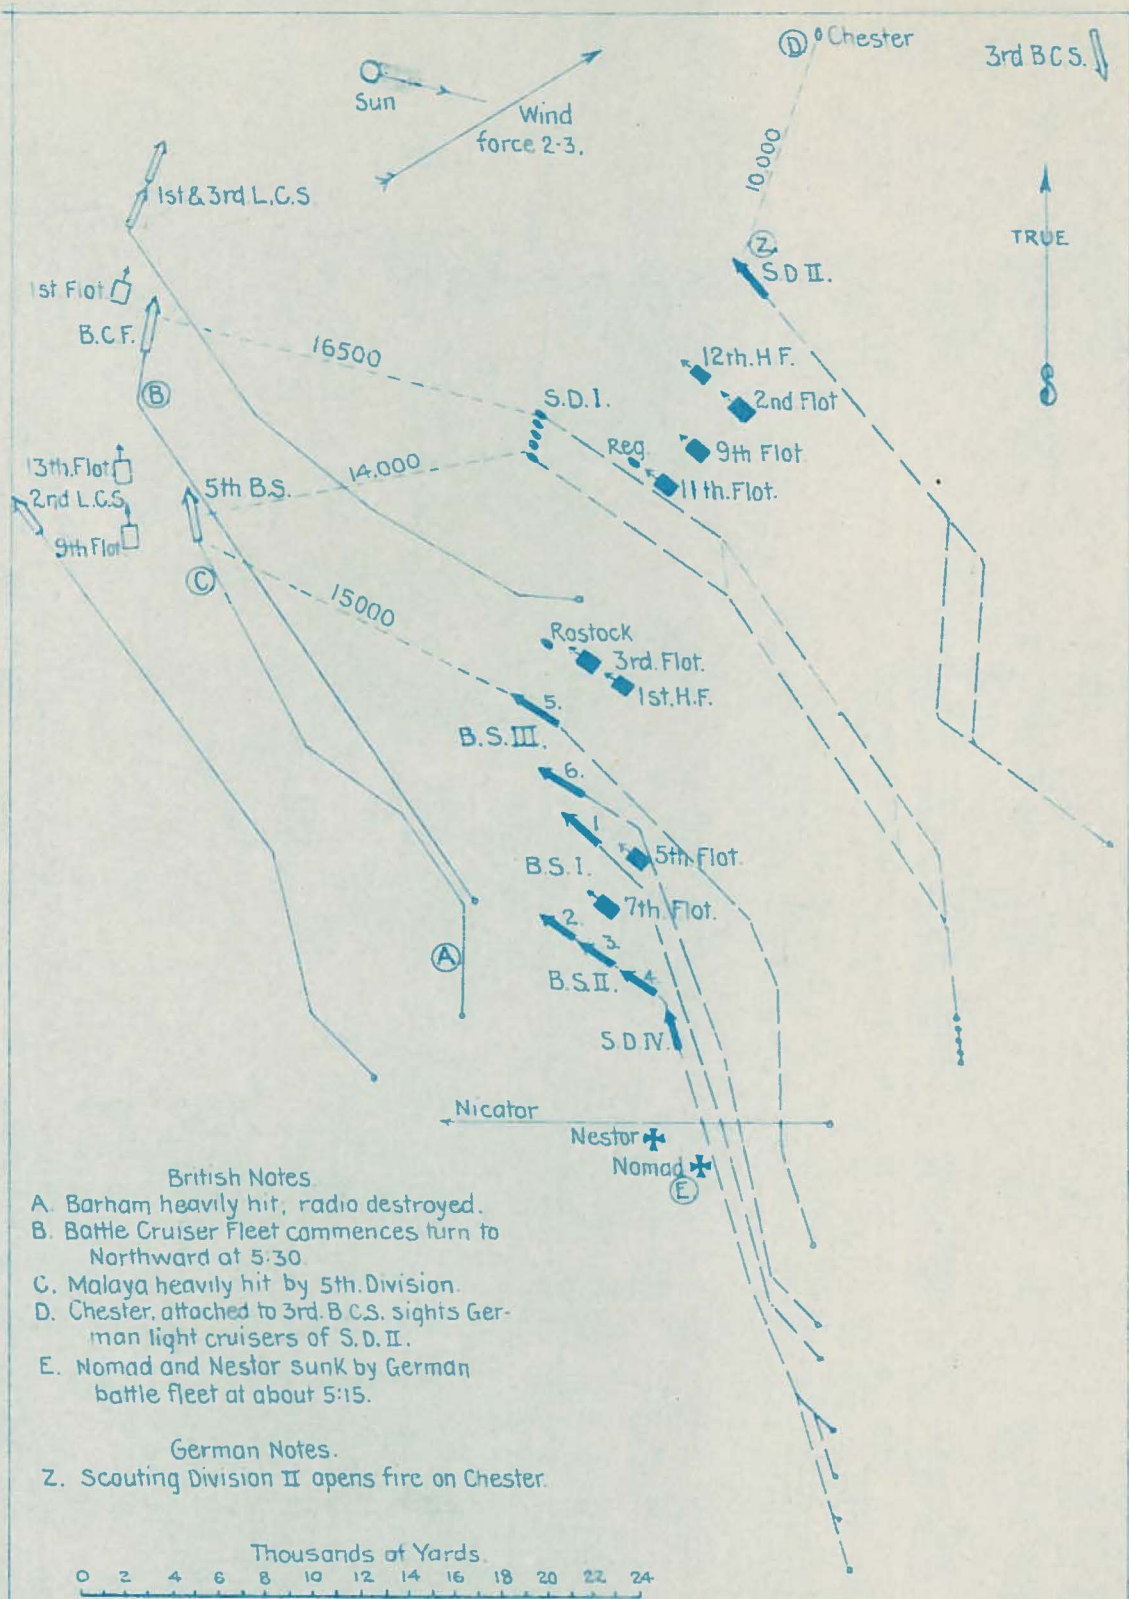 D
Chester
3rd B.C.S.
Sun
Wind
force 2-3.
10.000
1st & 3rd L.C.S
Z
TRUE
S.D II.
1st Flot.
B.C.F.
16500
12th. H F.
B
S.D.I.
2nd Flot
13th. Flot
14.000
Reg.
9th Flot
2nd L.C.S.
5th B.S.
11th. Flot.
9th Flot
C
15000
Rostock
3rd. Flot.
1st. H.F.
5.
B.S.III.
6.
1
5th Flot.
B.S.I.
7th. Flot.
2.
A
3.
B.S.II.
4
S.D.IV.
Nicator
Nestor
Nomad
E
British Notes.
A. Barham heavily hit; radio destroyed.
B. Battle Cruiser Fleet commences turn to
Northward at 5:30
C. Malaya heavily hit by 5th. Division.
D. Chester, attached to 3rd. B.C.S. sights Ger-
man light cruisers of S.D. II.
E. Nomad and Nestor sunk by German
battle fleet at about 5:15.
German Notes.
Z. Scouting Division II opens fire on Chester.
Thousands of Yards.
0 2 4 6 8 10 12 14 16 18 20 22 24